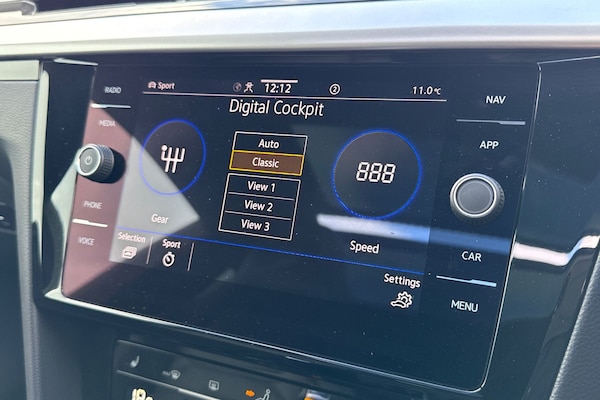 RADIO
MEDIA
PHONE
VOICE
Sport
12:12
2
11.0°C
Digital Cockpit
Auto
Classic
View 1
View 2
View 3
Gear
888
Speed
Selection
Sport
Settings
NAV
APP
CAR
MENU